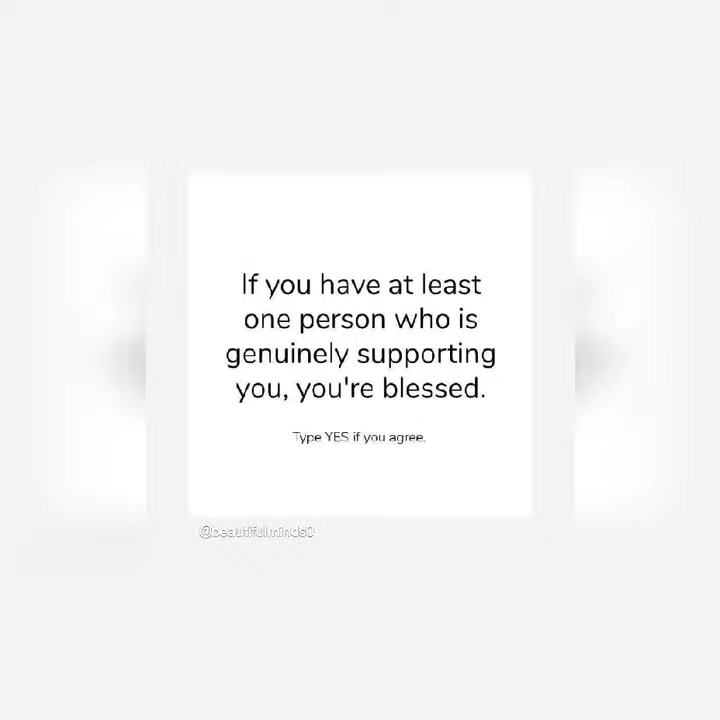 If you have at least
one person who is
genuinely supporting
you, you're blessed.
Type YES if you agree.
@beautifulminds0